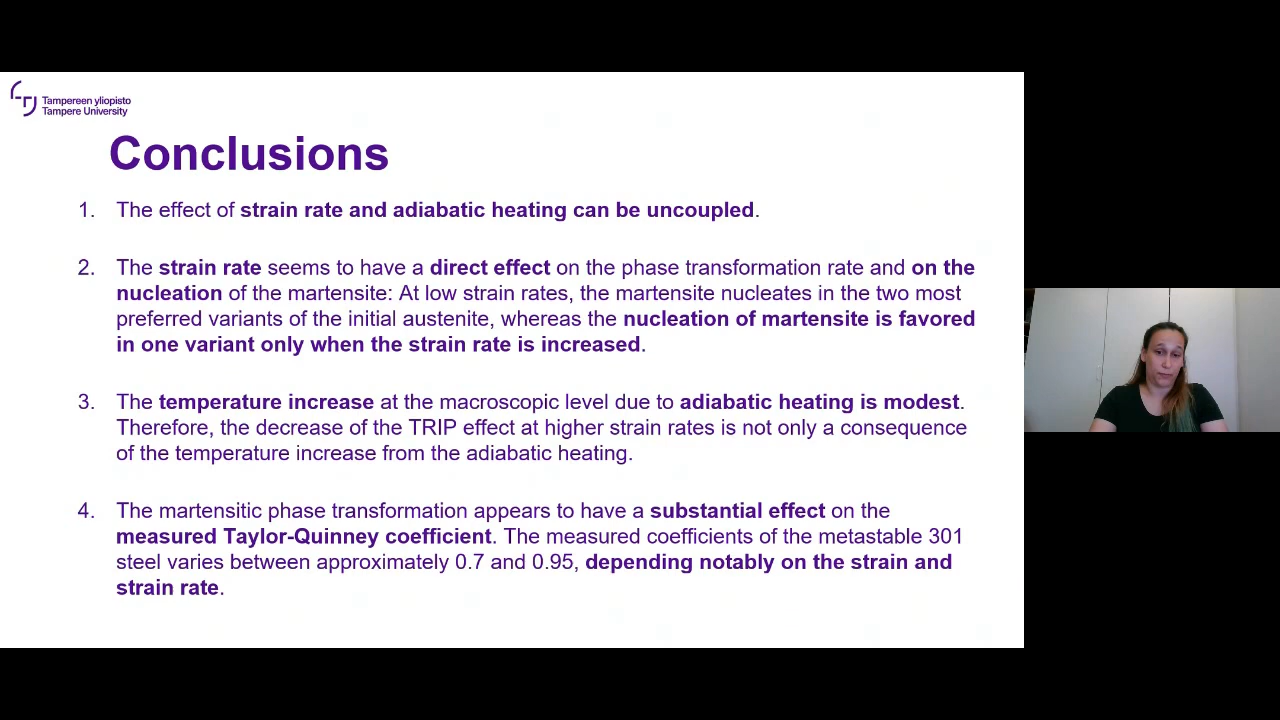 Tampereen yliopisto
Tampere University
Conclusions
1. The effect of strain rate and adiabatic heating can be uncoupled.
2. The strain rate seems to have a direct effect on the phase transformation rate and on the
nucleation of the martensite: At low strain rates, the martensite nucleates in the two most
preferred variants of the initial austenite, whereas the nucleation of martensite is favored
in one variant only when the strain rate is increased.
3. The temperature increase at the macroscopic level due to adiabatic heating is modest.
Therefore, the decrease of the TRIP effect at higher strain rates is not only a consequence
of the temperature increase from the adiabatic heating.
4. The martensitic phase transformation appears to have a substantial effect on the
measured Taylor-Quinney coefficient. The measured coefficients of the metastable 301
steel varies between approximately 0.7 and 0.95, depending notably on the strain and
strain rate.